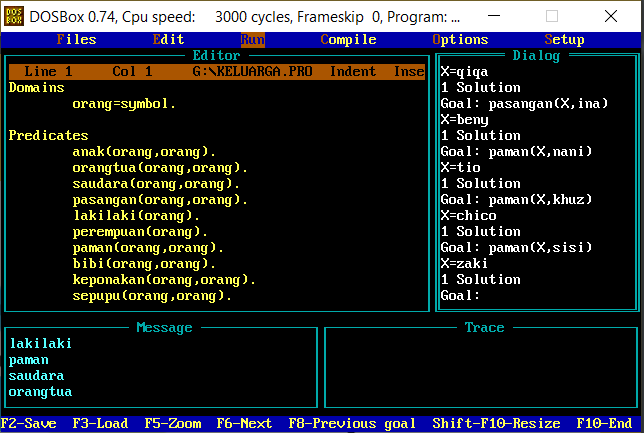 DOSBox 0.74, Cpu speed: 3000 cycles, Frameskip 0, Program: ...
Files Edit Run Compile Options Setup
Editor
Line 1 Col 1 G:\KELUARGA.PRO Indent Inse
Domains
orang=symbol.
Predicates
anak(orang,orang).
orangtua(orang,orang).
saudara(orang,orang).
pasangan(orang,orang).
lakilaki(orang).
perempuan(orang).
paman(orang,orang).
bibi(orang,orang).
keponakan(orang,orang).
sepupu(orang,orang).
Dialog
X=qiqa
1 Solution
Goal: pasangan(X,ina)
X=beny
1 Solution
Goal: paman(X,nani)
X=tio
1 Solution
Goal: paman(X,khuz)
X=chico
1 Solution
Goal: paman(X,sisi)
X=zaki
1 Solution
Goal:
Message
lakilaki
paman
saudara
orangtua
Trace
F2-Save F3-Load F5-Zoom F6-Next F8-Previous goal Shift-F10-Resize F10-End